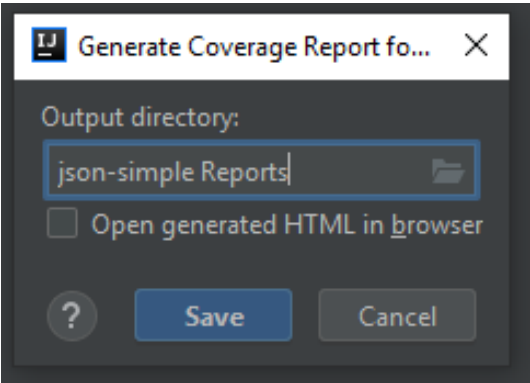 IJ Generate Coverage Report fo...
Output directory:
json-simple Reports
Open generated HTML in browser
? Save Cancel